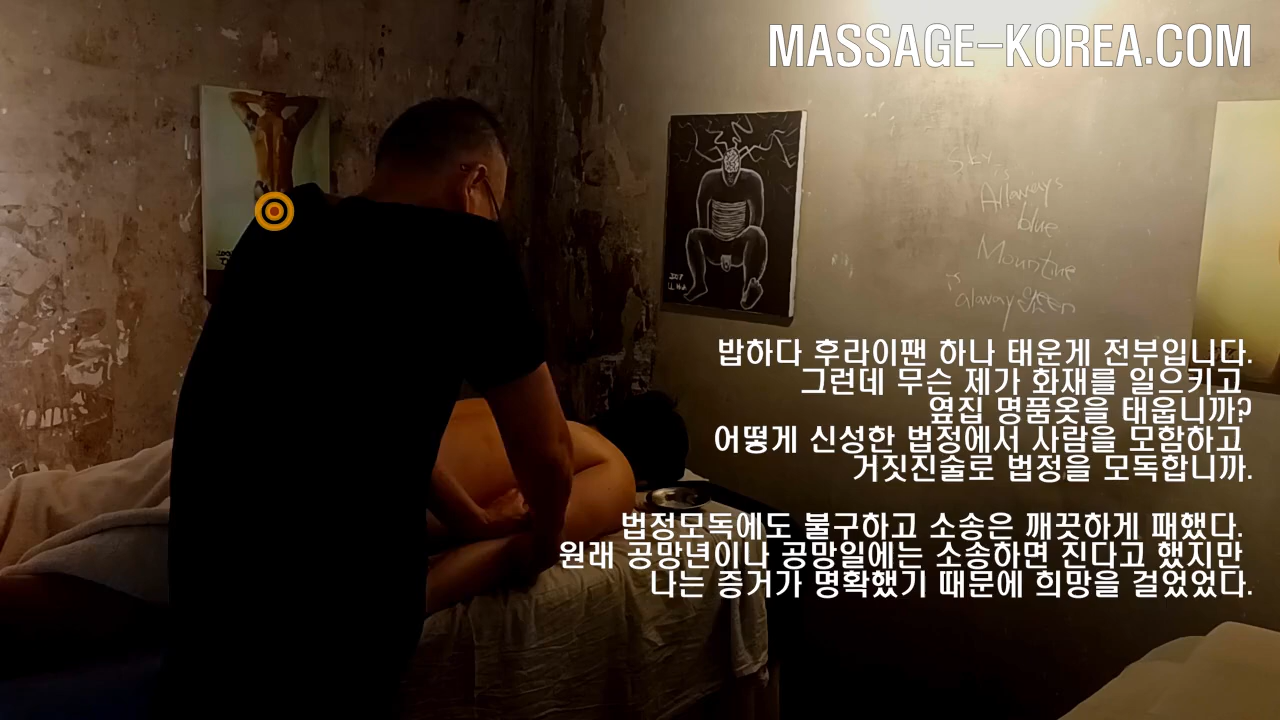 MASSAGE-KOREA.COM
Sky
is
Allaways
blue
Mountine
is
alaway
밥하다 후라이팬 하나 태운게 전부입니다.
그런데 무슨 제가 화재를 일으키고
옆집 명품옷을 태웁니까?
어떻게 신성한 법정에서 사람을 모함하고
거짓진술로 법정을 모독합니까.
법정모독에도 불구하고 소송은 깨끗하게 패했다.
원래 공망년이나 공망일에는 소송하면 진다고 했지만
나는 증거가 명확했기 때문에 희망을 걸었었다.